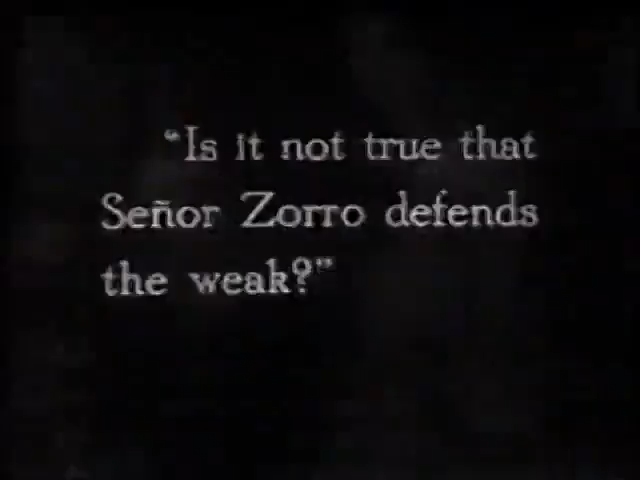 “Is it not true that
Señor Zorro defends
the weak?”